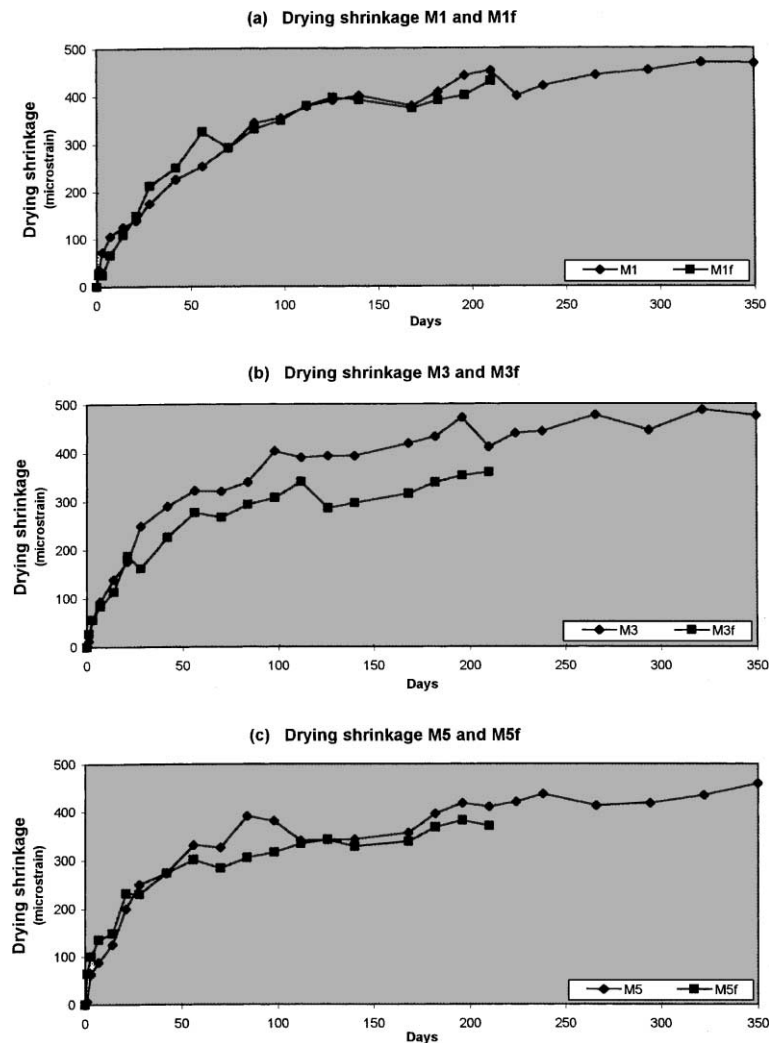 (a) Drying shrinkage M1 and M1f
500
400
300
200
100
0
Drying shrinkage
(microstrain)
M1 M1f
0 50 100 150 200 250 300 350
Days
(b) Drying shrinkage M3 and M3f
500
400
300
200
100
0
Drying shrinkage
(microstrain)
M3 M3f
0 50 100 150 200 250 300 350
Days
(c) Drying shrinkage M5 and M5f
500
400
300
200
100
0
Drying shrinkage
(microstrain)
M5 M5f
0 50 100 150 200 250 300 350
Days